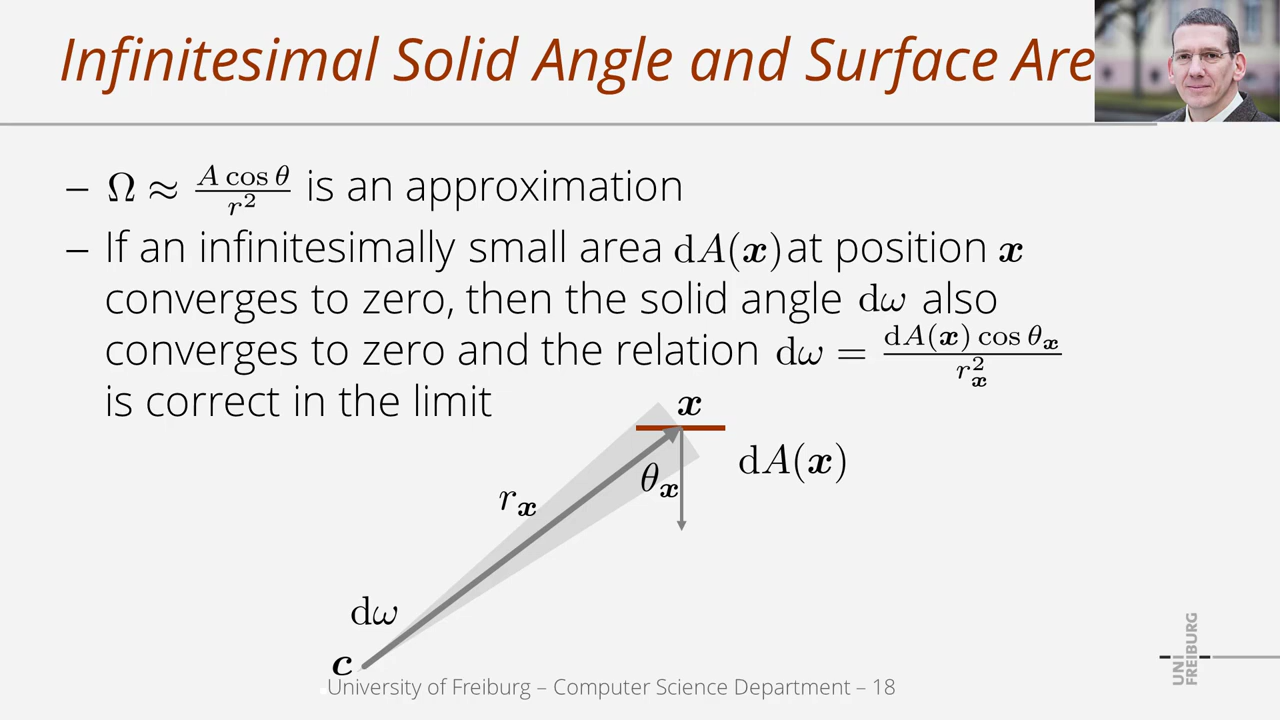 Infinitesimal Solid Angle and Surface Are
– Ω ≈ A cos θ / r² is an approximation
– If an infinitesimally small area dA(x) at position x
converges to zero, then the solid angle dω also
converges to zero and the relation dω = dA(x) cos θₓ / rₓ²
is correct in the limit
x
dA(x)
θₓ
rₓ
dω
c
University of Freiburg – Computer Science Department – 18
UNI
FREIBURG